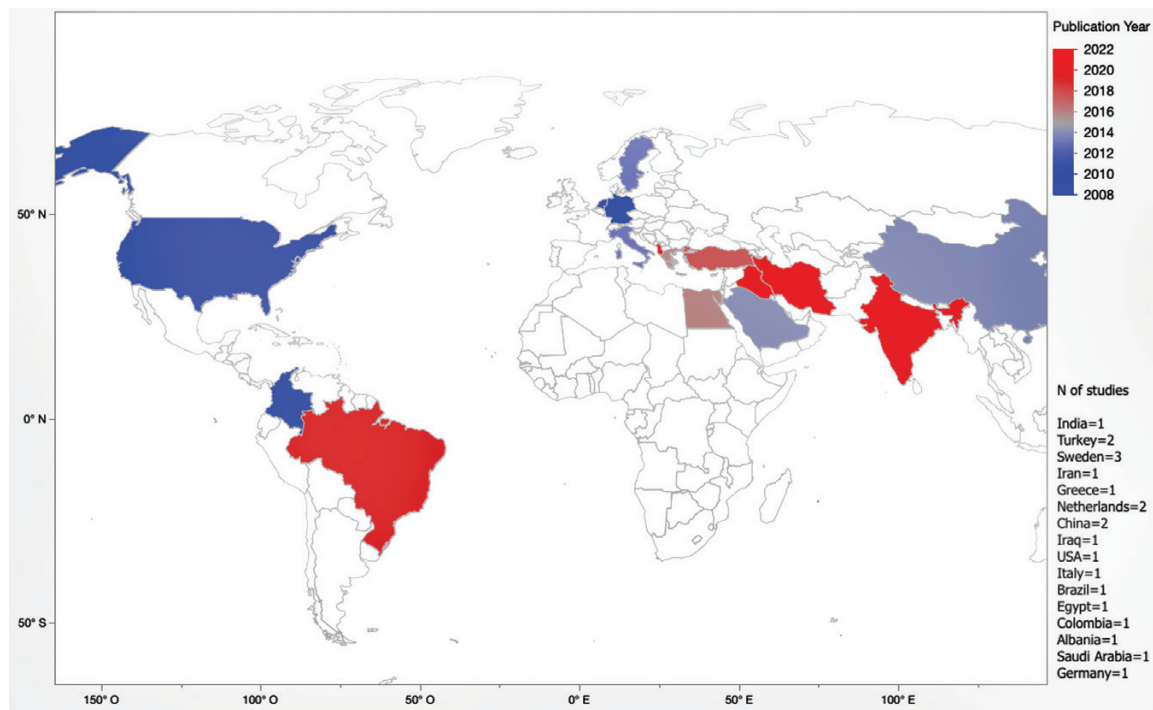 Publication Year
2022
2020
2018
2016
2014
2012
2010
2008
50° N
0° N
50° S
N of studies
India=1
Turkey=2
Sweden=3
Iran=1
Greece=1
Netherlands=2
China=2
Iraq=1
USA=1
Italy=1
Brazil=1
Egypt=1
Colombia=1
Albania=1
Saudi Arabia=1
Germany=1
150° O 100° O 50° O 0° E 50° E 100° E